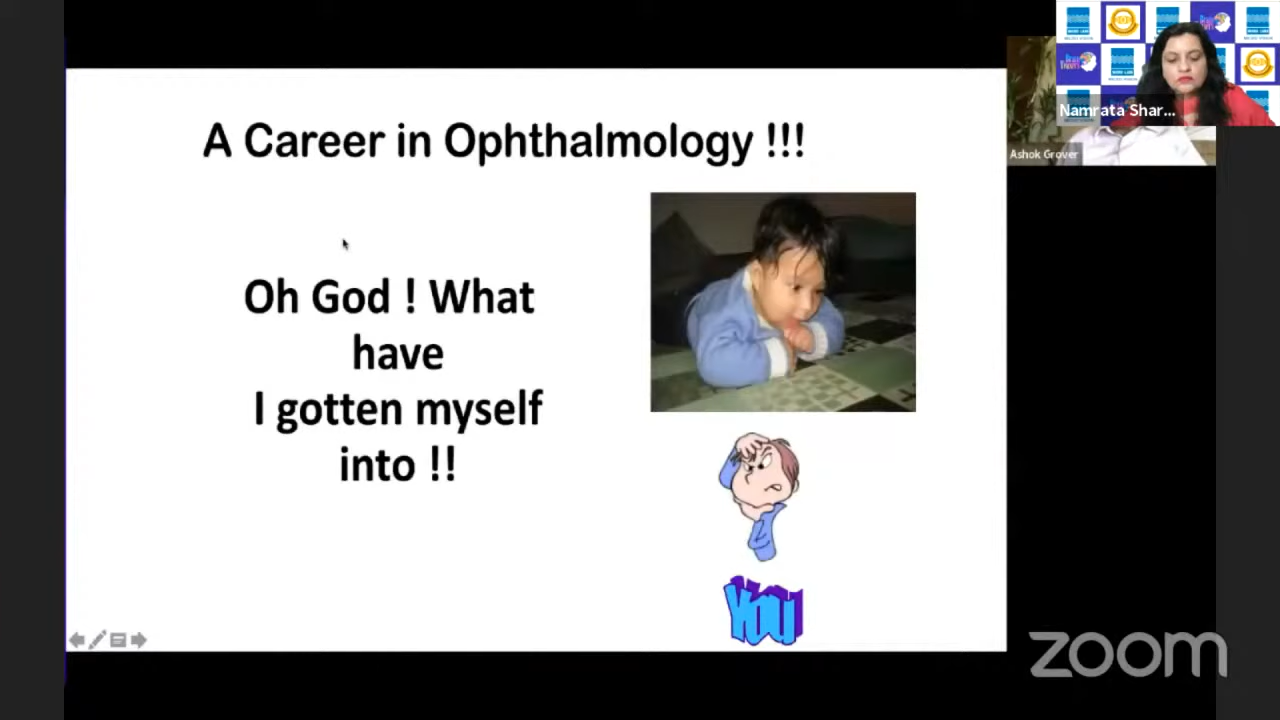 A Career in Ophthalmology !!!
Oh God ! What
have
I gotten myself
into !!
You
Namrata Shar...
Ashok Grover
zoom